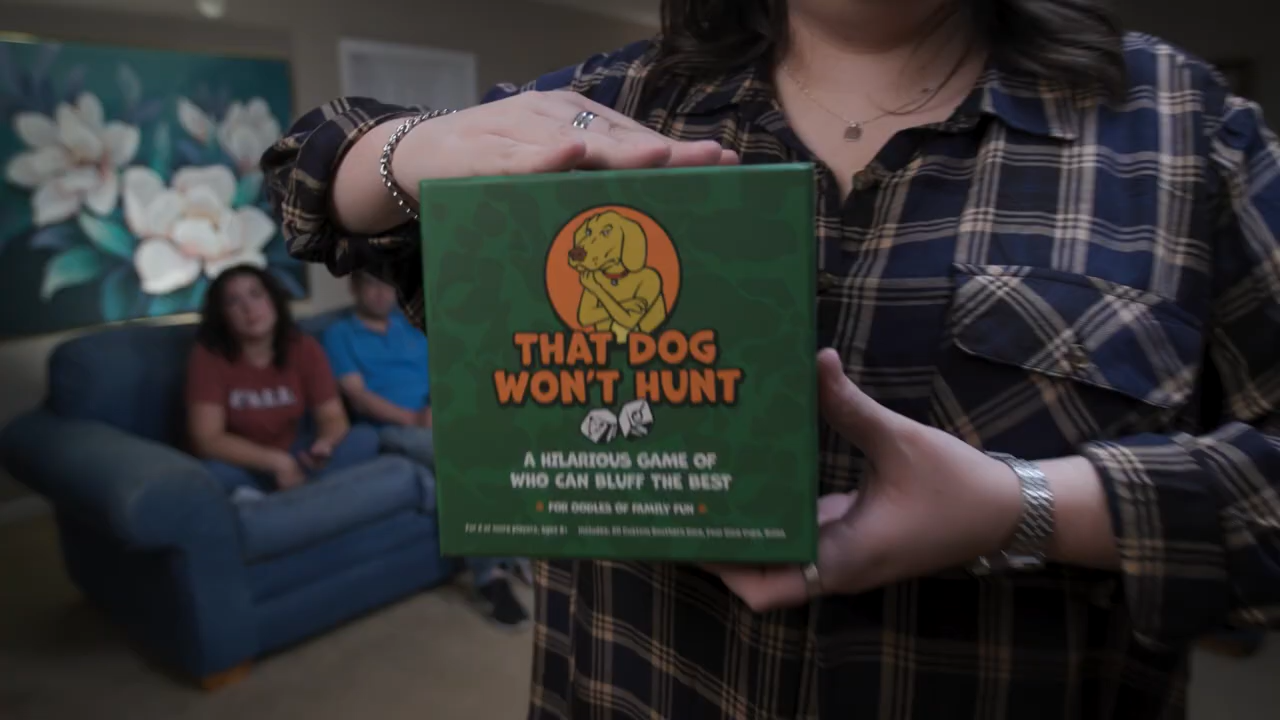 THAT DOG
WON'T HUNT
A HILARIOUS GAME OF
WHO CAN BLUFF THE BEST
FOR OODLES OF FAMILY FUN